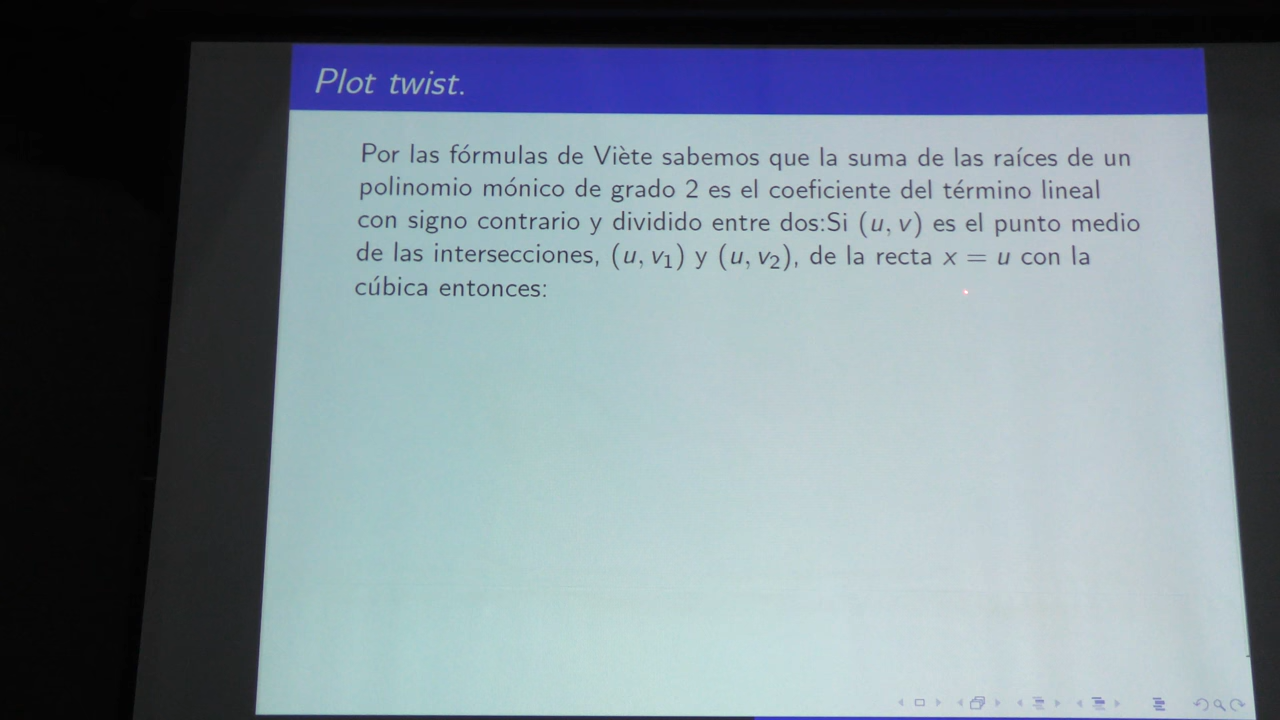 Plot twist.
Por las fórmulas de Viète sabemos que la suma de las raíces de un
polinomio mónico de grado 2 es el coeficiente del término lineal
con signo contrario y dividido entre dos:Si (u, v) es el punto medio
de las intersecciones, (u, v₁) y (u, v₂), de la recta x = u con la
cúbica entonces: